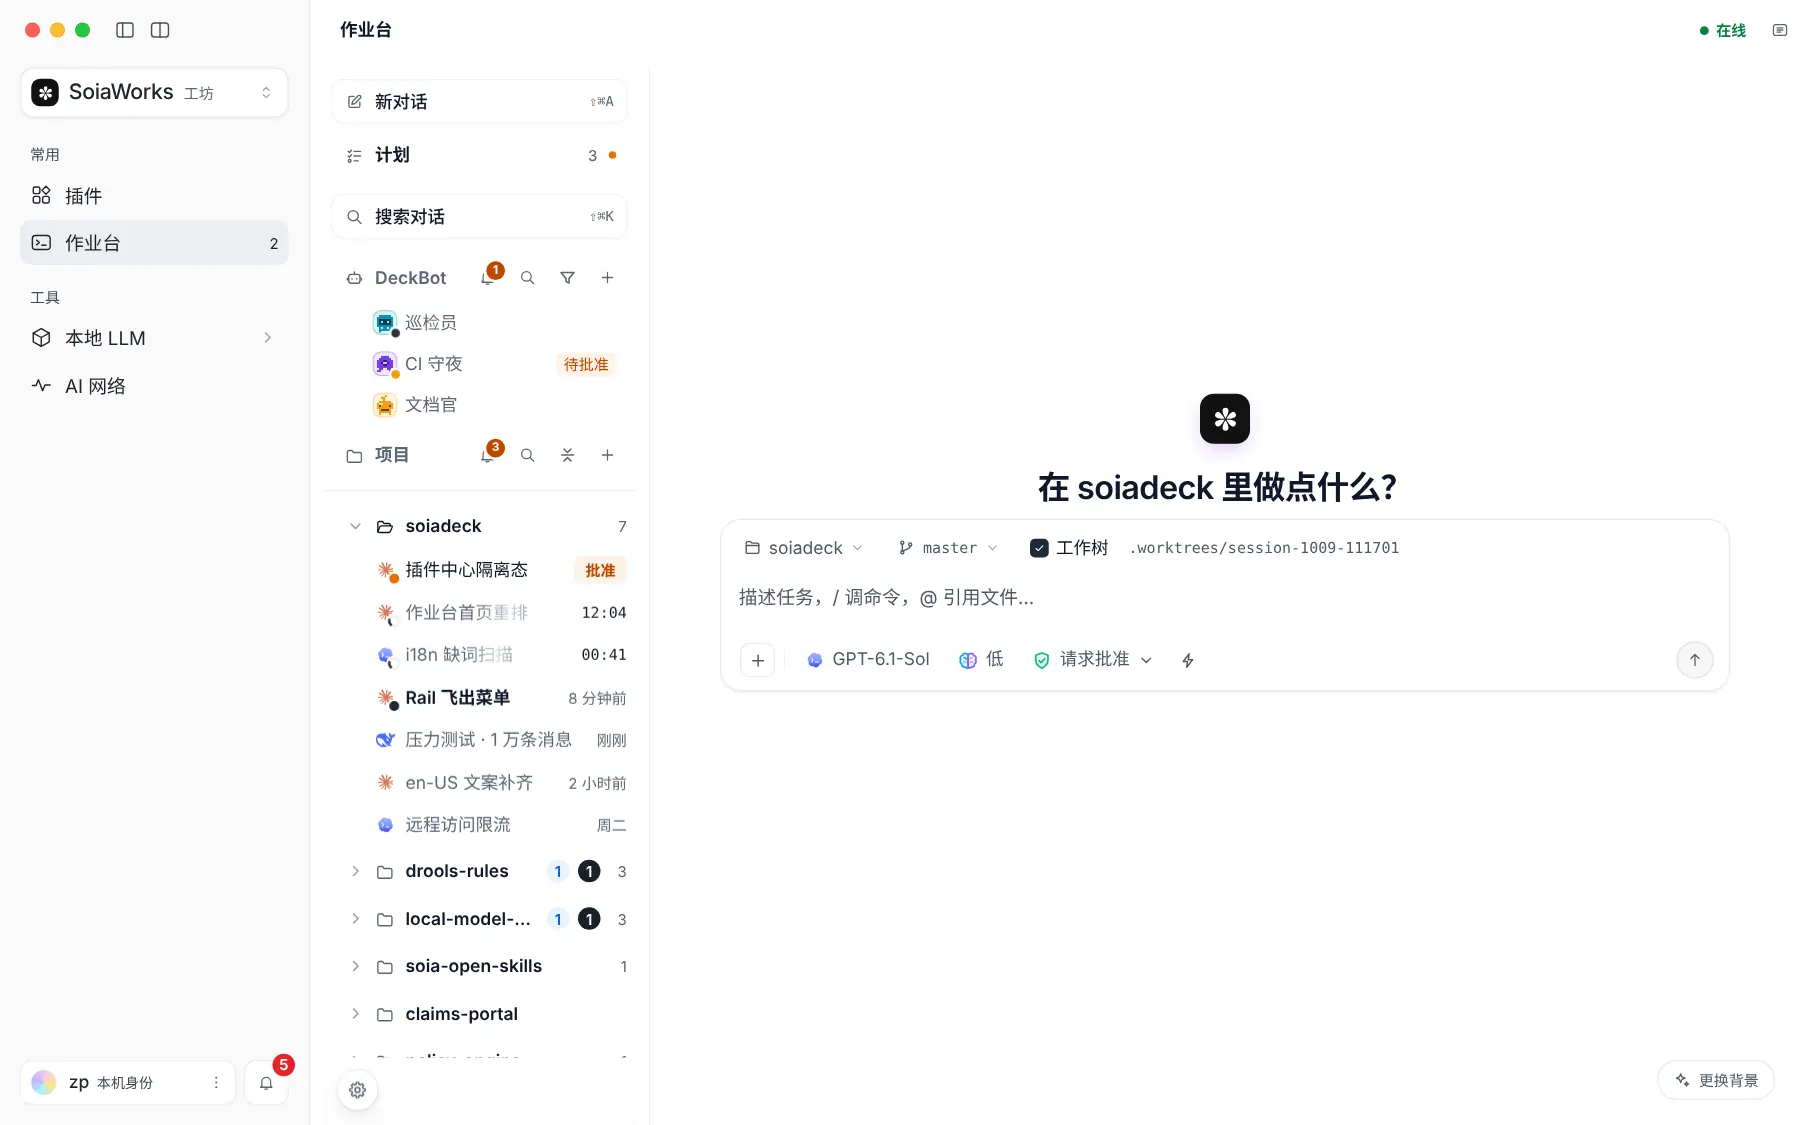 SoiaWorks 工坊
常用
插件
作业台 2
工具
本地 LLM
AI 网络
zp 本机身份
5
作业台
在线
新对话 ⇧⌘A
计划 3
搜索对话 ⇧⌘K
DeckBot 1
巡检员
CI 守夜 待批准
文档官
项目 3
soiadeck 7
插件中心隔离态 批准
作业台首页重排 12:04
i18n 缺词扫描 00:41
Rail 飞出菜单 8 分钟前
压力测试 · 1 万条消息 刚刚
en-US 文案补齐 2 小时前
远程访问限流 周二
drools-rules 1 1 3
local-model-... 1 1 3
soia-open-skills 1
claims-portal
在 soiadeck 里做点什么?
soiadeck master 工作树 .worktrees/session-1009-111701
描述任务，/ 调命令，@ 引用文件...
GPT-6.1-Sol 低 请求批准
更换背景